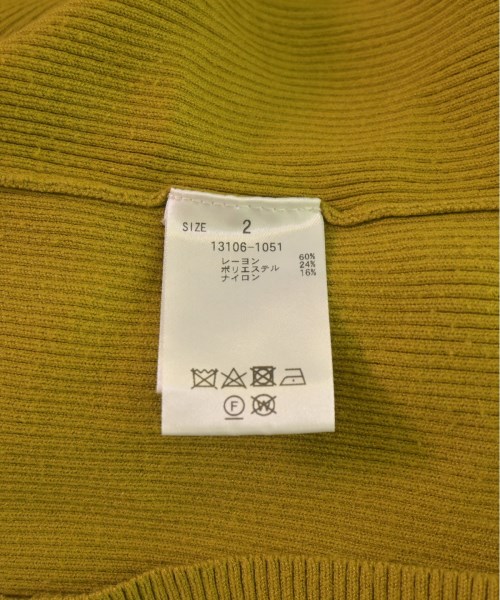 SIZE 2
13106-1051
レーヨン 60%
ポリエステル 24%
ナイロン 16%
F W